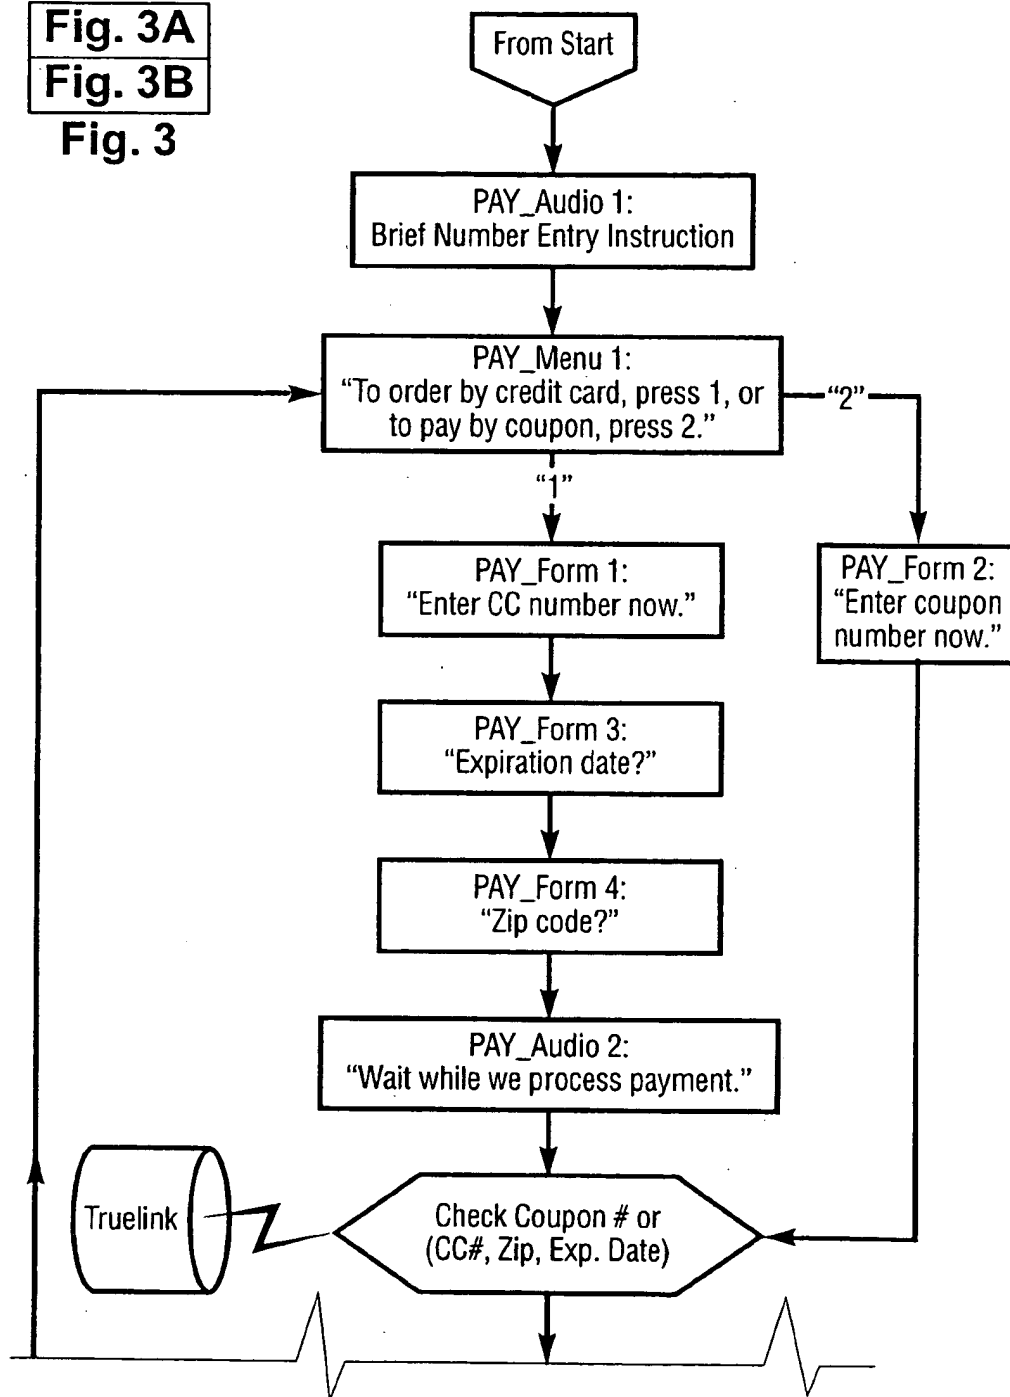 Fig. 3A
Fig. 3B
Fig. 3
From Start
PAY_Audio 1:
Brief Number Entry Instruction
PAY_Menu 1:
“To order by credit card, press 1, or
to pay by coupon, press 2.”
“2”
“1”
PAY_Form 1:
“Enter CC number now.”
PAY_Form 2:
“Enter coupon
number now.”
PAY_Form 3:
“Expiration date?”
PAY_Form 4:
“Zip code?”
PAY_Audio 2:
“Wait while we process payment.”
Truelink
Check Coupon # or
(CC#, Zip, Exp. Date)